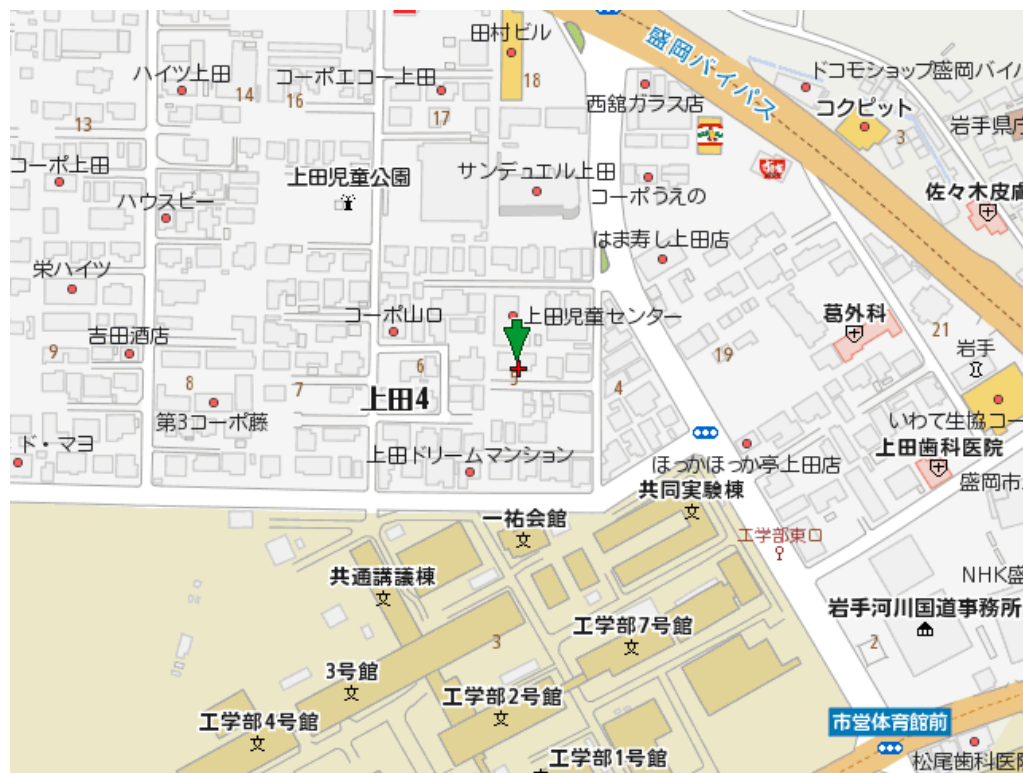 田村ビル
盛岡バイパス
ハイツ上田
コーポエコー上田
18
14
16
17
13
西舘ガラス店
ドコモショップ盛岡バイパ
コクピット
3
岩手県庁
コーポ上田
上田児童公園
サンデュエル上田
コーポうえの
ハウスビー
佐々木皮膚
はま寿し上田店
栄ハイツ
コーポ山口
上田児童センター
葛外科
21
吉田酒店
9
6
5
19
岩手
8
7
上田4
4
第3コーポ藤
いわて生協コー
ド・マヨ
上田ドリームマンション
ほっかほっか亭上田店
上田歯科医院
盛岡市
共同実験棟
一祐会館
工学部東口
共通講議棟
NHK盛
岩手河川国道事務所
工学部7号館
3
2
3号館
工学部2号館
工学部4号館
市営体育館前
工学部1号館
松尾歯科医院